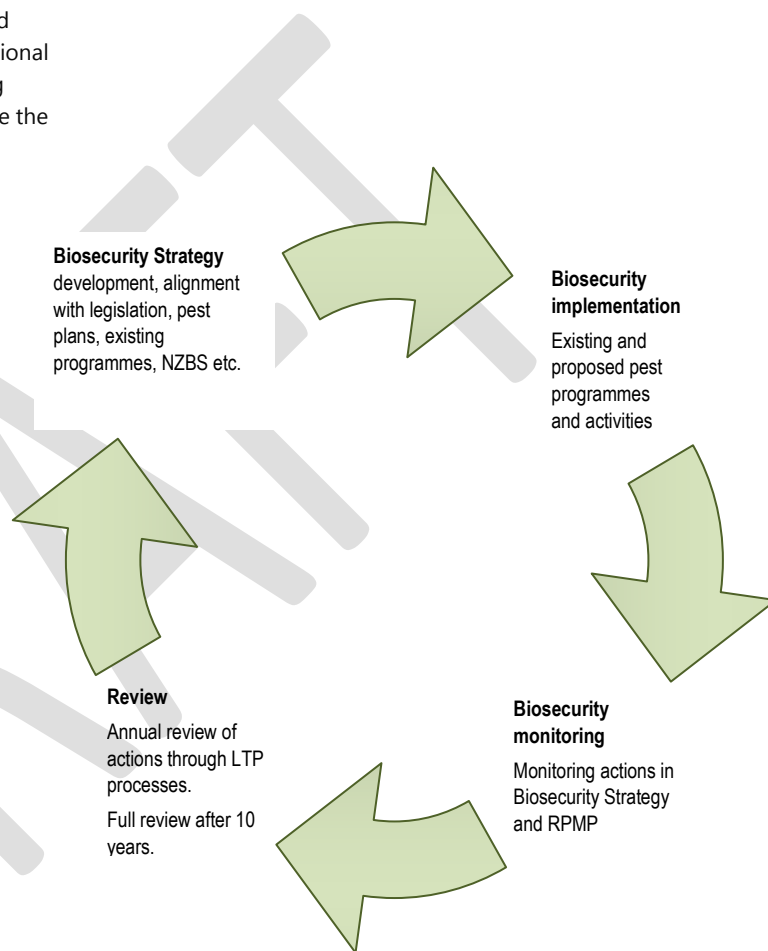 d
ional
g
e the
Biosecurity Strategy
development, alignment
with legislation, pest
plans, existing
programmes, NZBS etc.
Biosecurity
implementation
Existing and
proposed pest
programmes
and activities
Biosecurity
monitoring
Monitoring actions in
Biosecurity Strategy
and RPMP
Review
Annual review of
actions through LTP
processes.
Full review after 10
years.